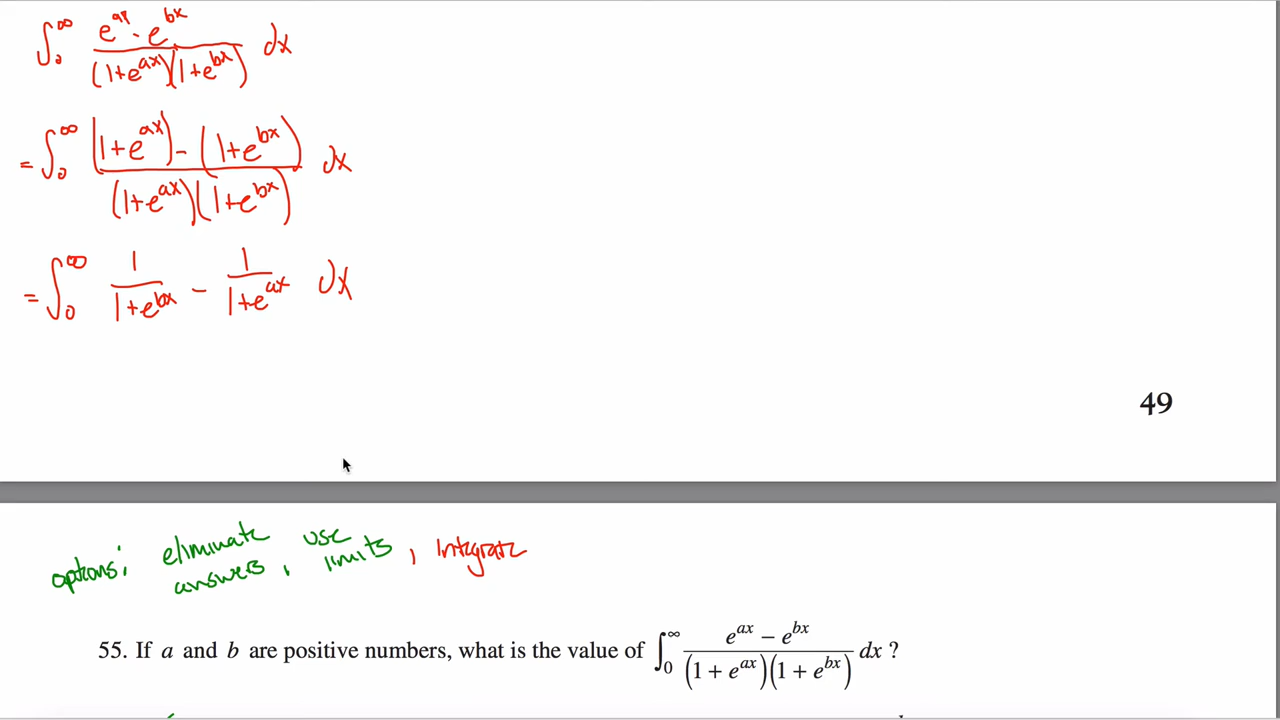 ∫₀^∞ e^{ax} · e^{bx} / (1+e^{ax})(1+e^{bx}) dx
= ∫₀^∞ (1+e^{ax}) − (1+e^{bx}) / (1+e^{ax})(1+e^{bx}) dx
= ∫₀^∞ 1/(1+e^{bx}) − 1/(1+e^{ax}) dx
49
options: eliminate answers, use limits, integrate
55. If a and b are positive numbers, what is the value of ∫₀^∞ e^{ax} − e^{bx} / (1 + e^{ax})(1 + e^{bx}) dx ?